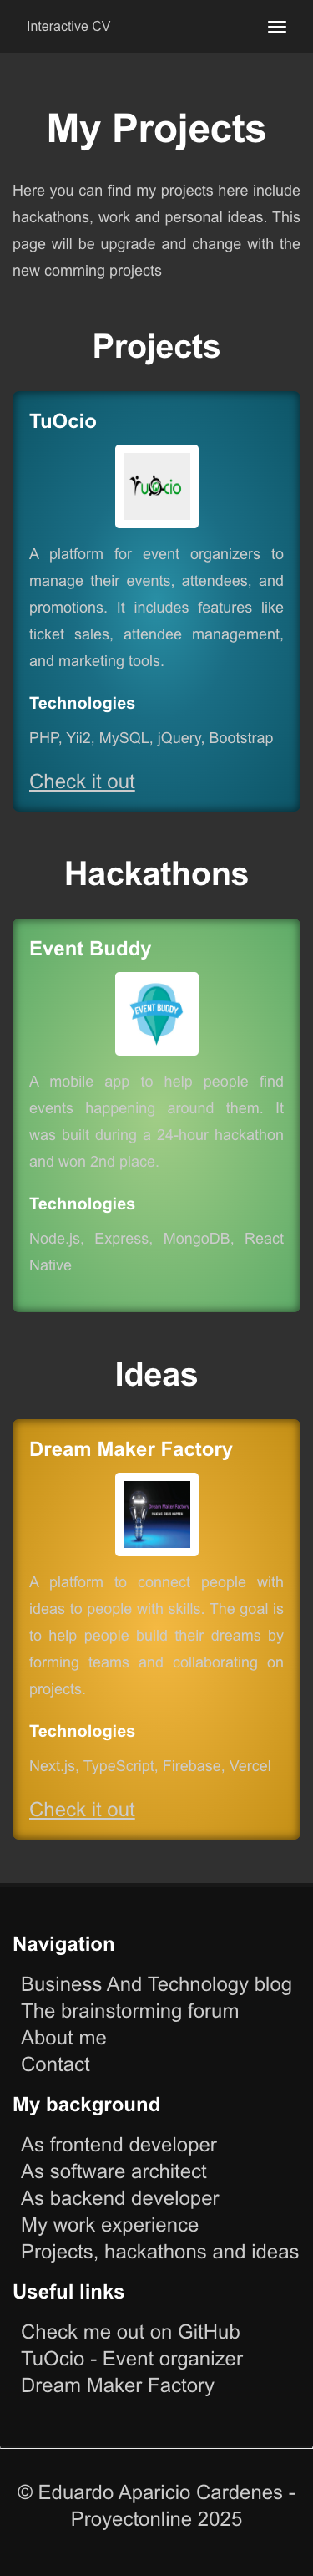 Interactive CV
My Projects
Here you can find my projects here include
hackathons, work and personal ideas. This
page will be upgrade and change with the
new comming projects
Projects
TuOcio
TuOcio
A platform for event organizers to
manage their events, attendees, and
promotions. It includes features like
ticket sales, attendee management,
and marketing tools.
Technologies
PHP, Yii2, MySQL, jQuery, Bootstrap
Check it out
Hackathons
Event Buddy
EVENT BUDDY
A mobile app to help people find
events happening around them. It
was built during a 24-hour hackathon
and won 2nd place.
Technologies
Node.js, Express, MongoDB, React
Native
Ideas
Dream Maker Factory
Dream Maker Factory
A platform to connect people with
ideas to people with skills. The goal is
to help people build their dreams by
forming teams and collaborating on
projects.
Technologies
Next.js, TypeScript, Firebase, Vercel
Check it out
Navigation
Business And Technology blog
The brainstorming forum
About me
Contact
My background
As frontend developer
As software architect
As backend developer
My work experience
Projects, hackathons and ideas
Useful links
Check me out on GitHub
TuOcio - Event organizer
Dream Maker Factory
© Eduardo Aparicio Cardenes -
Proyectonline 2025